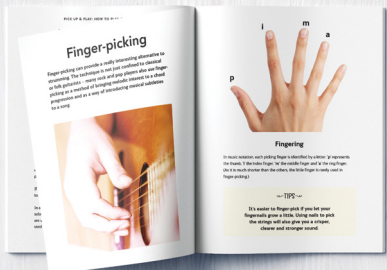 PICK UP & PLAY: HOW TO
Finger-picking
Finger-picking can provide a really interesting alternative to
strumming. The technique is not just confined to classical
or folk guitarists – many rock and pop players also use finger-
picking as a method of bringing melodic interest to a chord
progression and as a way of introducing musical subtleties
to a song.
p
i
m
a
Fingering
In music notation, each picking finger is identified by a letter: 'p' represents
the thumb, 'i' the index finger, 'm' the middle finger and 'a' the ring finger.
(As it is much shorter than the others, the little finger is rarely used in
finger-picking.)
TIPS
It's easier to finger-pick if you let your
fingernails grow a little. Using nails to pick
the strings will also give you a crisper,
clearer and stronger sound.